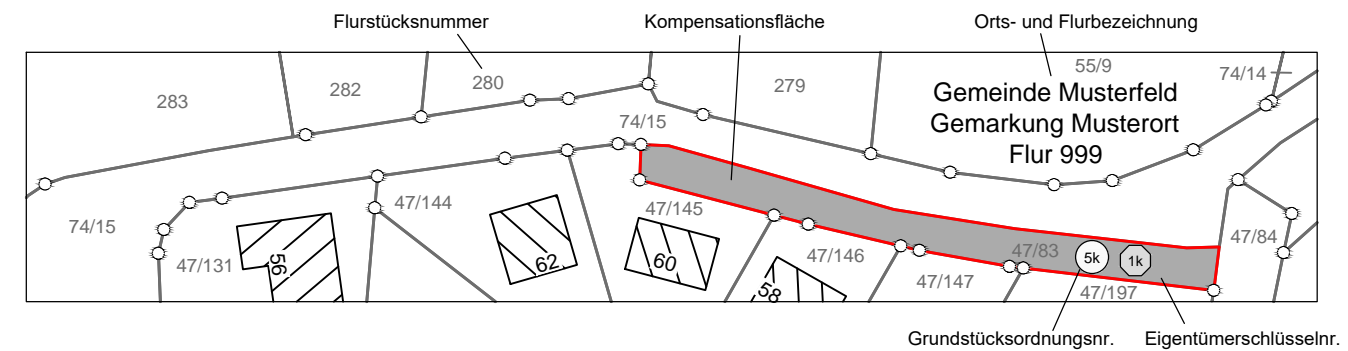 Flurstücksnummer
Kompensationsfläche
Orts- und Flurbezeichnung
283
282
280
279
55/9
74/14
Gemeinde Musterfeld
Gemarkung Musterort
Flur 999
74/15
74/15
47/144
47/145
47/131
47/146
47/147
47/83
47/84
47/197
56
62
60
58
5k
1k
Grundstücksordnungsnr.
Eigentümerschlüsselnr.